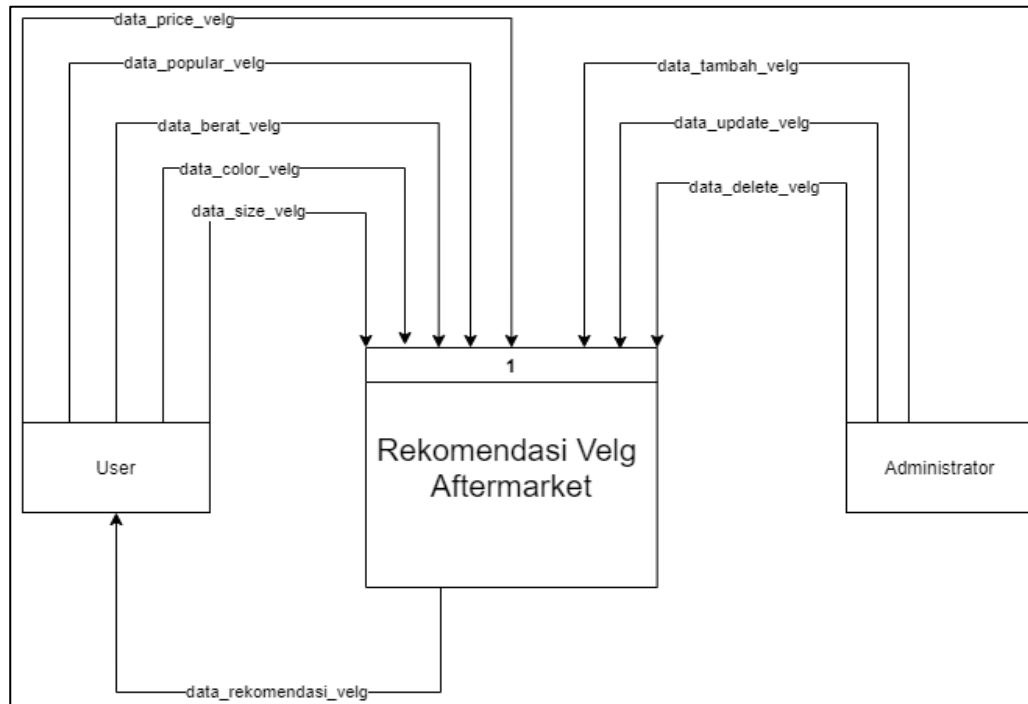 data_price_velg
data_popular_velg
data_tambah_velg
data_berat_velg
data_update_velg
data_color_velg
data_delete_velg
data_size_velg
1
Rekomendasi Velg
Aftermarket
User
Administrator
data_rekomendasi_velg